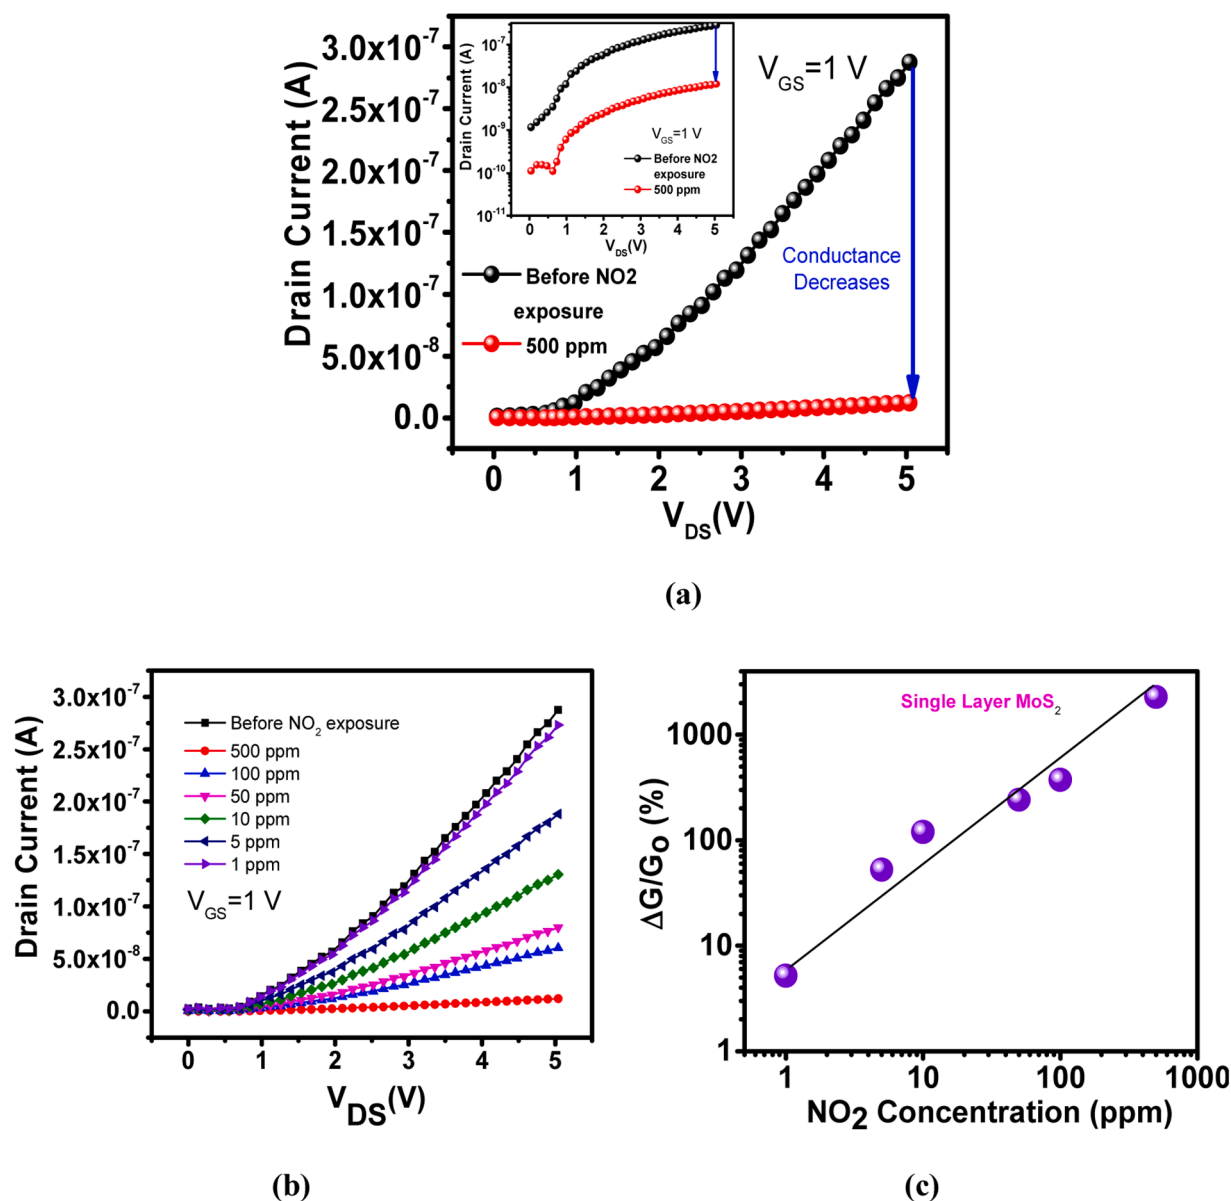 Drain Current (A)
3.0x10⁻⁷
2.5x10⁻⁷
2.0x10⁻⁷
1.5x10⁻⁷
1.0x10⁻⁷
5.0x10⁻⁸
0.0
0 1 2 3 4 5
V_DS(V)
V_GS=1 V
Before NO2
exposure
500 ppm
Conductance
Decreases
Drain Current (A)
10⁻⁷
10⁻⁸
10⁻⁹
10⁻¹⁰
10⁻¹¹
V_GS=1 V
Before NO2
exposure
500 ppm
0 1 2 3 4 5
V_DS(V)
(a)
Drain Current (A)
3.0x10⁻⁷
2.5x10⁻⁷
2.0x10⁻⁷
1.5x10⁻⁷
1.0x10⁻⁷
5.0x10⁻⁸
0.0
Before NO₂ exposure
500 ppm
100 ppm
50 ppm
10 ppm
5 ppm
1 ppm
V_GS=1 V
0 1 2 3 4 5
V_DS(V)
(b)
ΔG/G₀ (%)
1000
100
10
1
Single Layer MoS₂
1 10 100 1000
NO₂ Concentration (ppm)
(c)